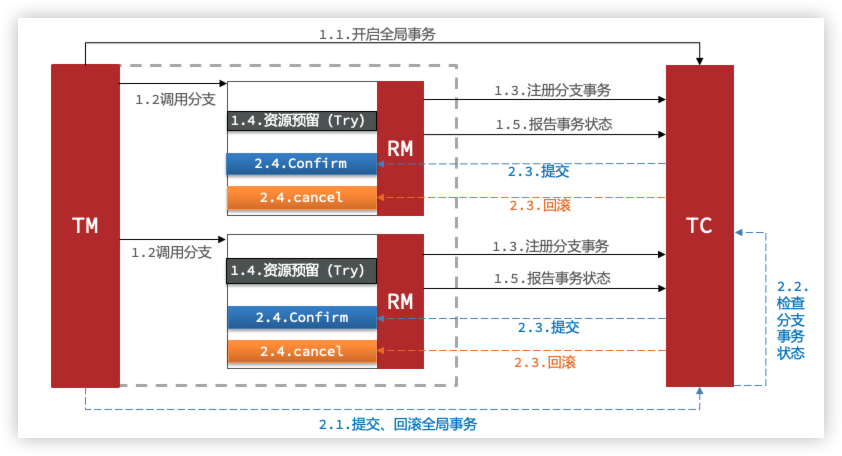 1.1.开启全局事务
TM
TC
1.2调用分支
1.3.注册分支事务
1.4.资源预留（Try）
1.5.报告事务状态
RM
2.4.Confirm
2.3.提交
2.4.cancel
2.3.回滚
1.2调用分支
1.3.注册分支事务
1.4.资源预留（Try）
1.5.报告事务状态
RM
2.4.Confirm
2.3.提交
2.4.cancel
2.3.回滚
2.2.
检查
分支
事务
状态
2.1.提交、回滚全局事务